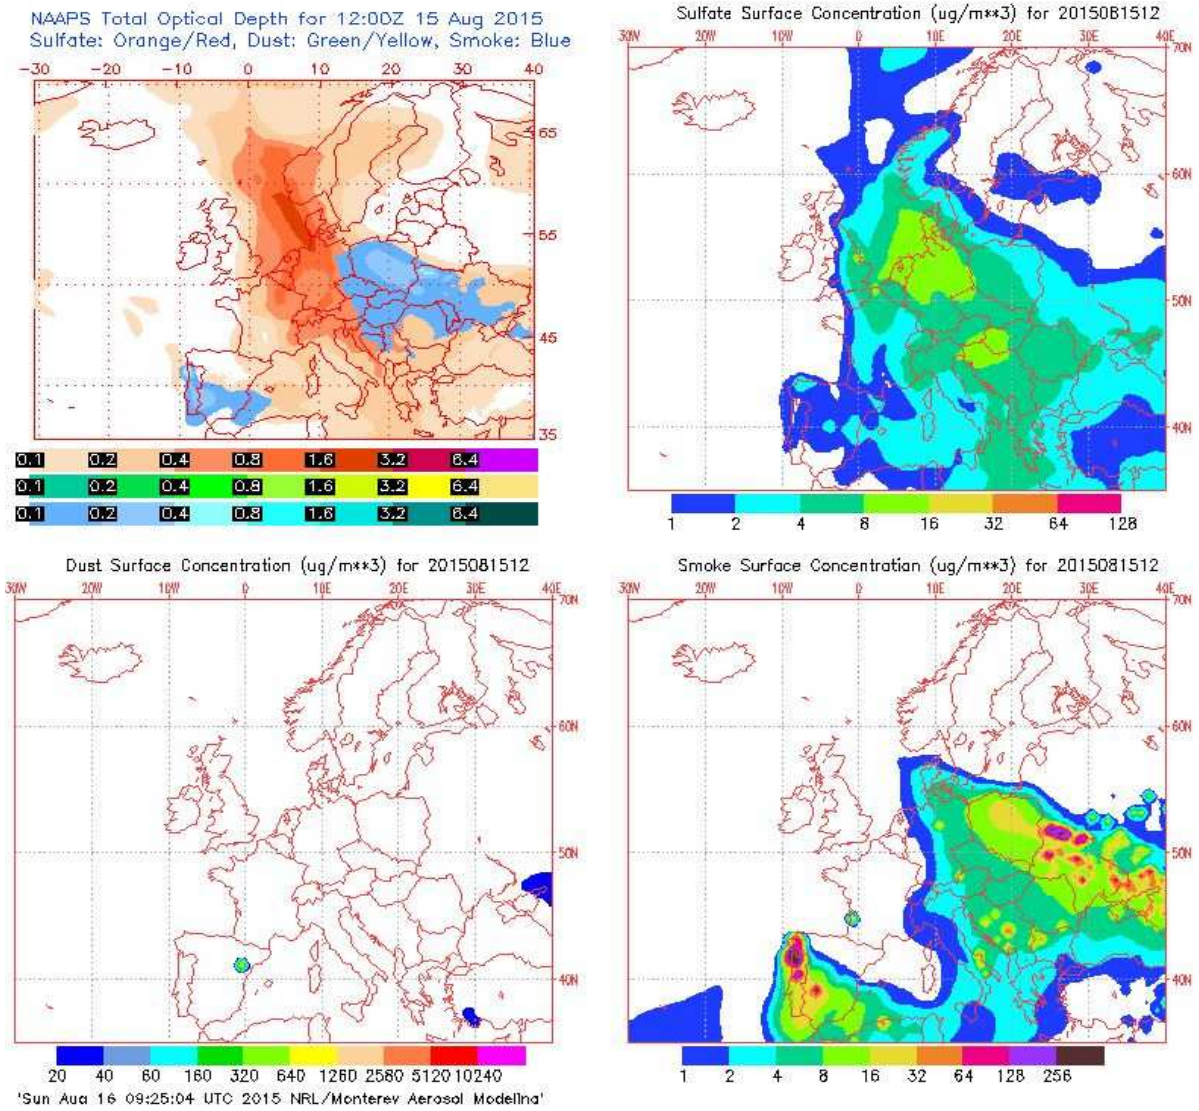 NAAPS Total Optical Depth for 12:00Z 15 Aug 2015
Sulfate: Orange/Red, Dust: Green/Yellow, Smoke: Blue
-30 -20 -10 0 10 20 30 40
65
55
45
35
0.1 0.2 0.4 0.8 1.6 3.2 6.4
0.1 0.2 0.4 0.8 1.6 3.2 6.4
0.1 0.2 0.4 0.8 1.6 3.2 6.4
Sulfate Surface Concentration (ug/m**3) for 2015081512
30W 20W 10W 0 10E 20E 30E 40E
70N
60N
50N
40N
1 2 4 8 16 32 64 128
Dust Surface Concentration (ug/m**3) for 2015081512
30W 20W 10W 0 10E 20E 30E 40E
70N
60N
50N
40N
20 40 60 160 320 640 1260 2580 5120 10240
'Sun Aug 16 09:25:04 UTC 2015 NRL/Monterey Aerosol Modeling'
Smoke Surface Concentration (ug/m**3) for 2015081512
30W 20W 10W 0 10E 20E 30E 40E
70N
60N
50N
40N
1 2 4 8 16 32 64 128 256